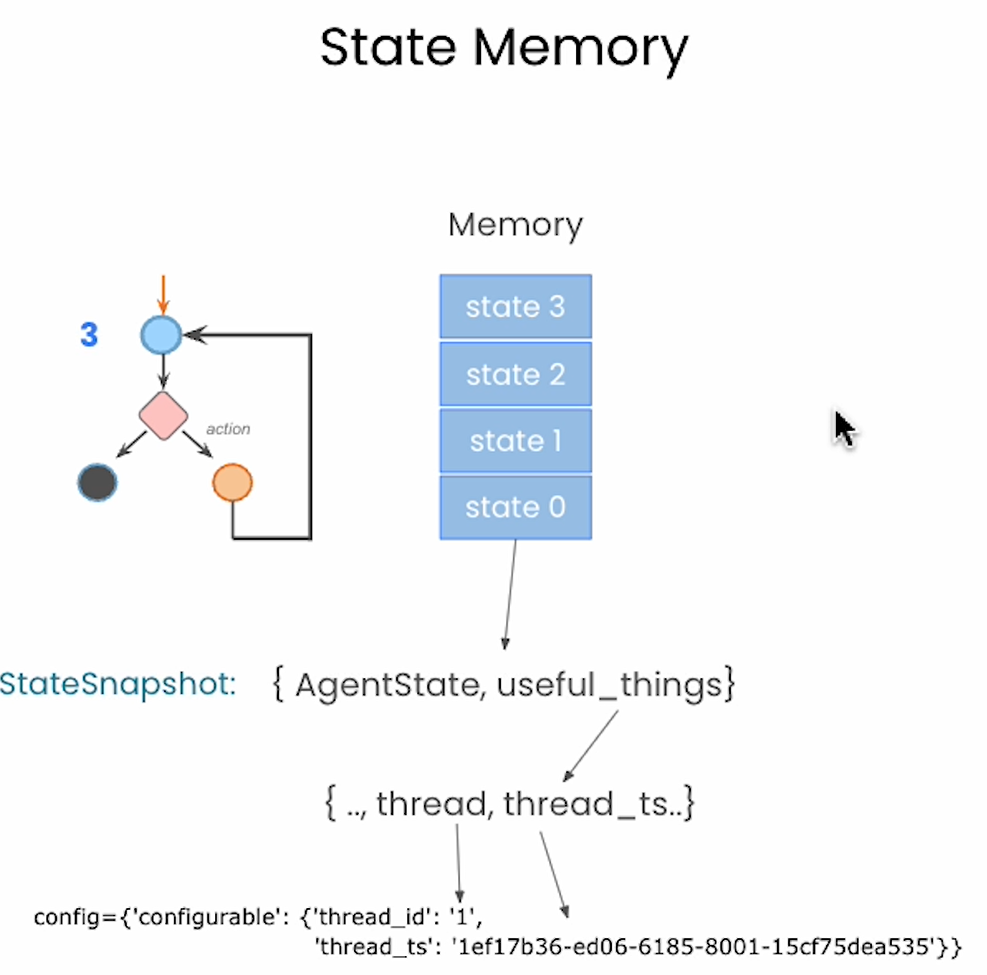 State Memory
Memory
state 3
3
state 2
action
state 1
state 0
StateSnapshot: { AgentState, useful_things}
{ .., thread, thread_ts..}
config={'configurable': {'thread_id': '1',
'thread_ts': '1ef17b36-ed06-6185-8001-15cf75dea535'}}